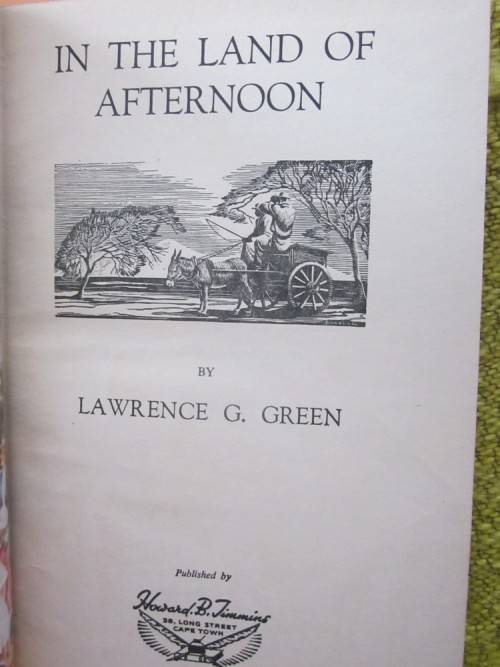 IN THE LAND OF
AFTERNOON
BY
LAWRENCE G. GREEN
Published by
Howard. B. Timmins
58, LONG STREET
CAPE TOWN